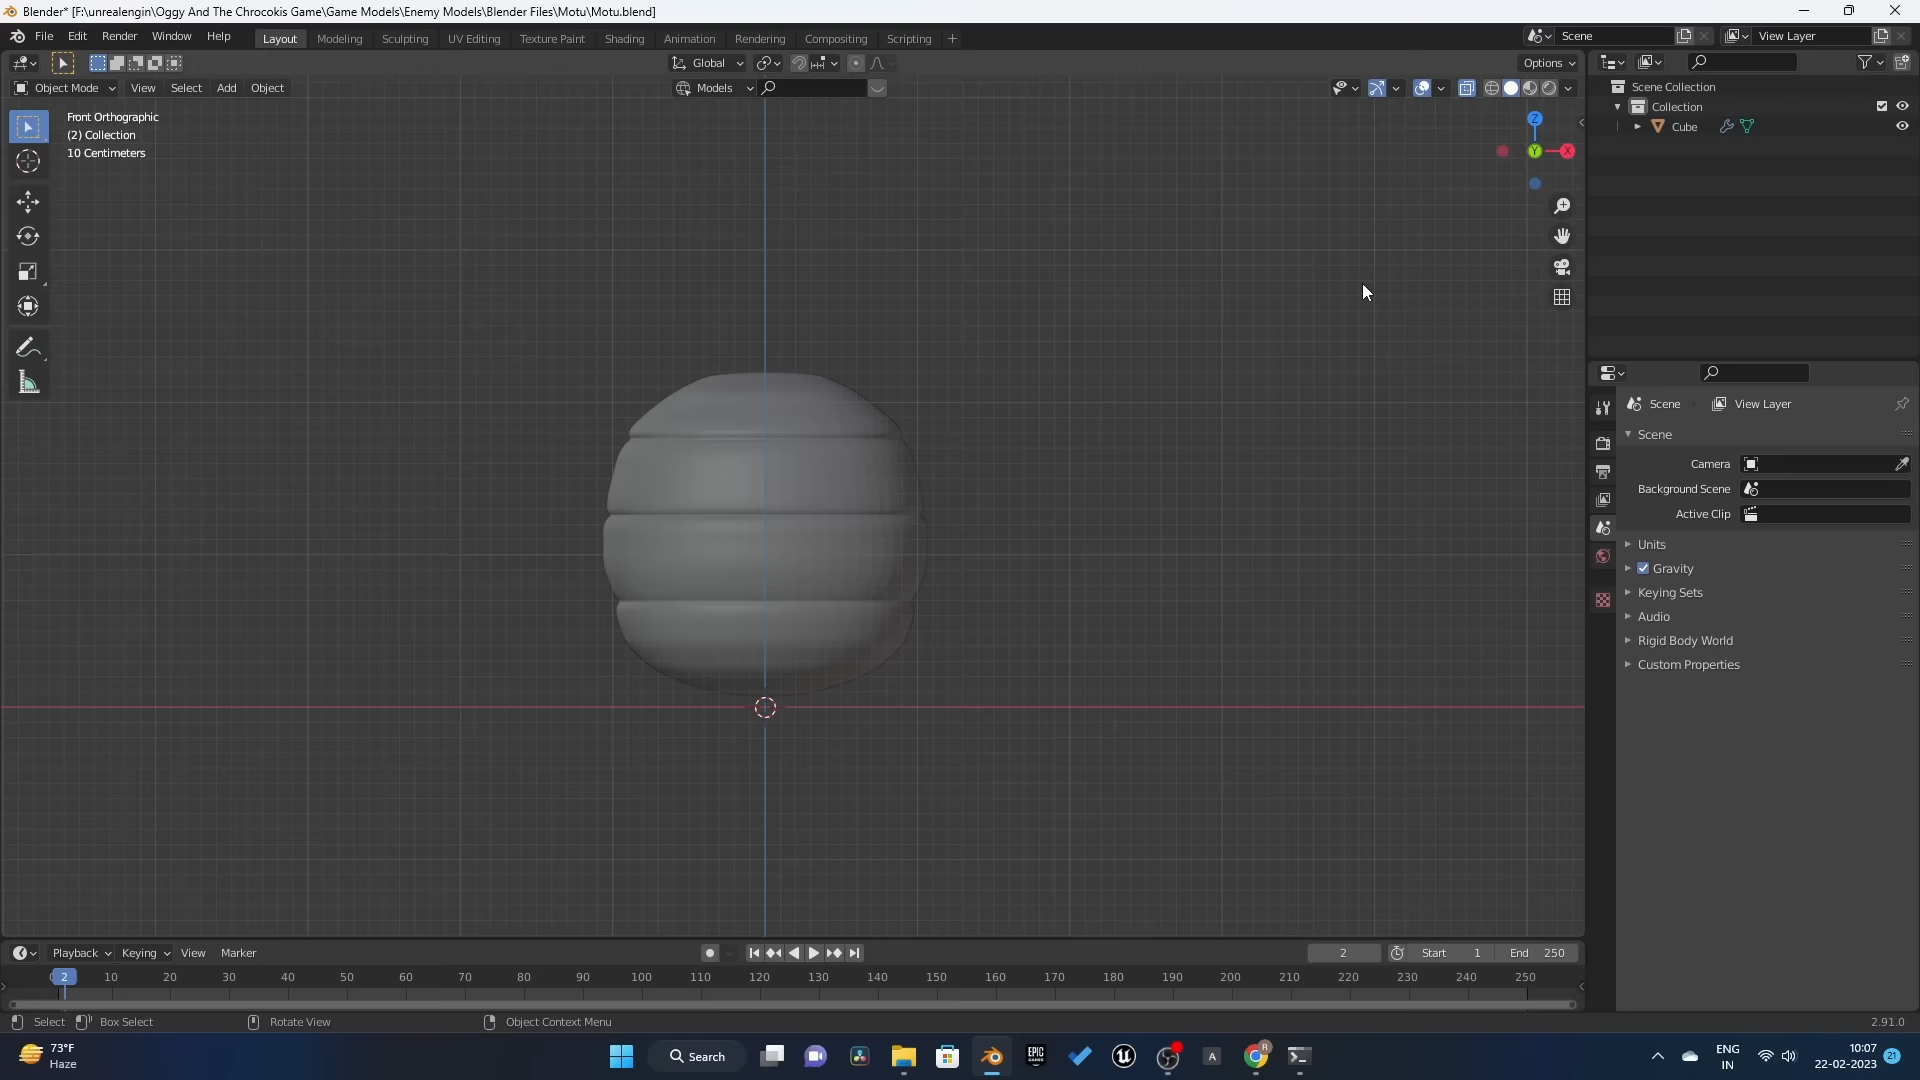 Blender* [F:\unrealengin\Oggy And The Chrocokis Game\Game Models\Enemy Models\Blender Files\Motu\Motu.blend]
File Edit Render Window Help Layout Modeling Sculpting UV Editing Texture Paint Shading Animation Rendering Compositing Scripting + Scene View Layer
Global Options
Object Mode View Select Add Object Models
Front Orthographic
(2) Collection
10 Centimeters
Z
Y
X
Scene Collection
Collection
Cube
Scene View Layer
Scene
Camera
Background Scene
Active Clip
Units
Gravity
Keying Sets
Audio
Rigid Body World
Custom Properties
Playback Keying View Marker 2 Start 1 End 250
2 10 20 30 40 50 60 70 80 90 100 110 120 130 140 150 160 170 180 190 200 210 220 230 240 250
Select Box Select Rotate View Object Context Menu 2.91.0
73°F
Haze
Search
EPIC
GAMES
A
R
ENG
IN
10:07
22-02-2023
21